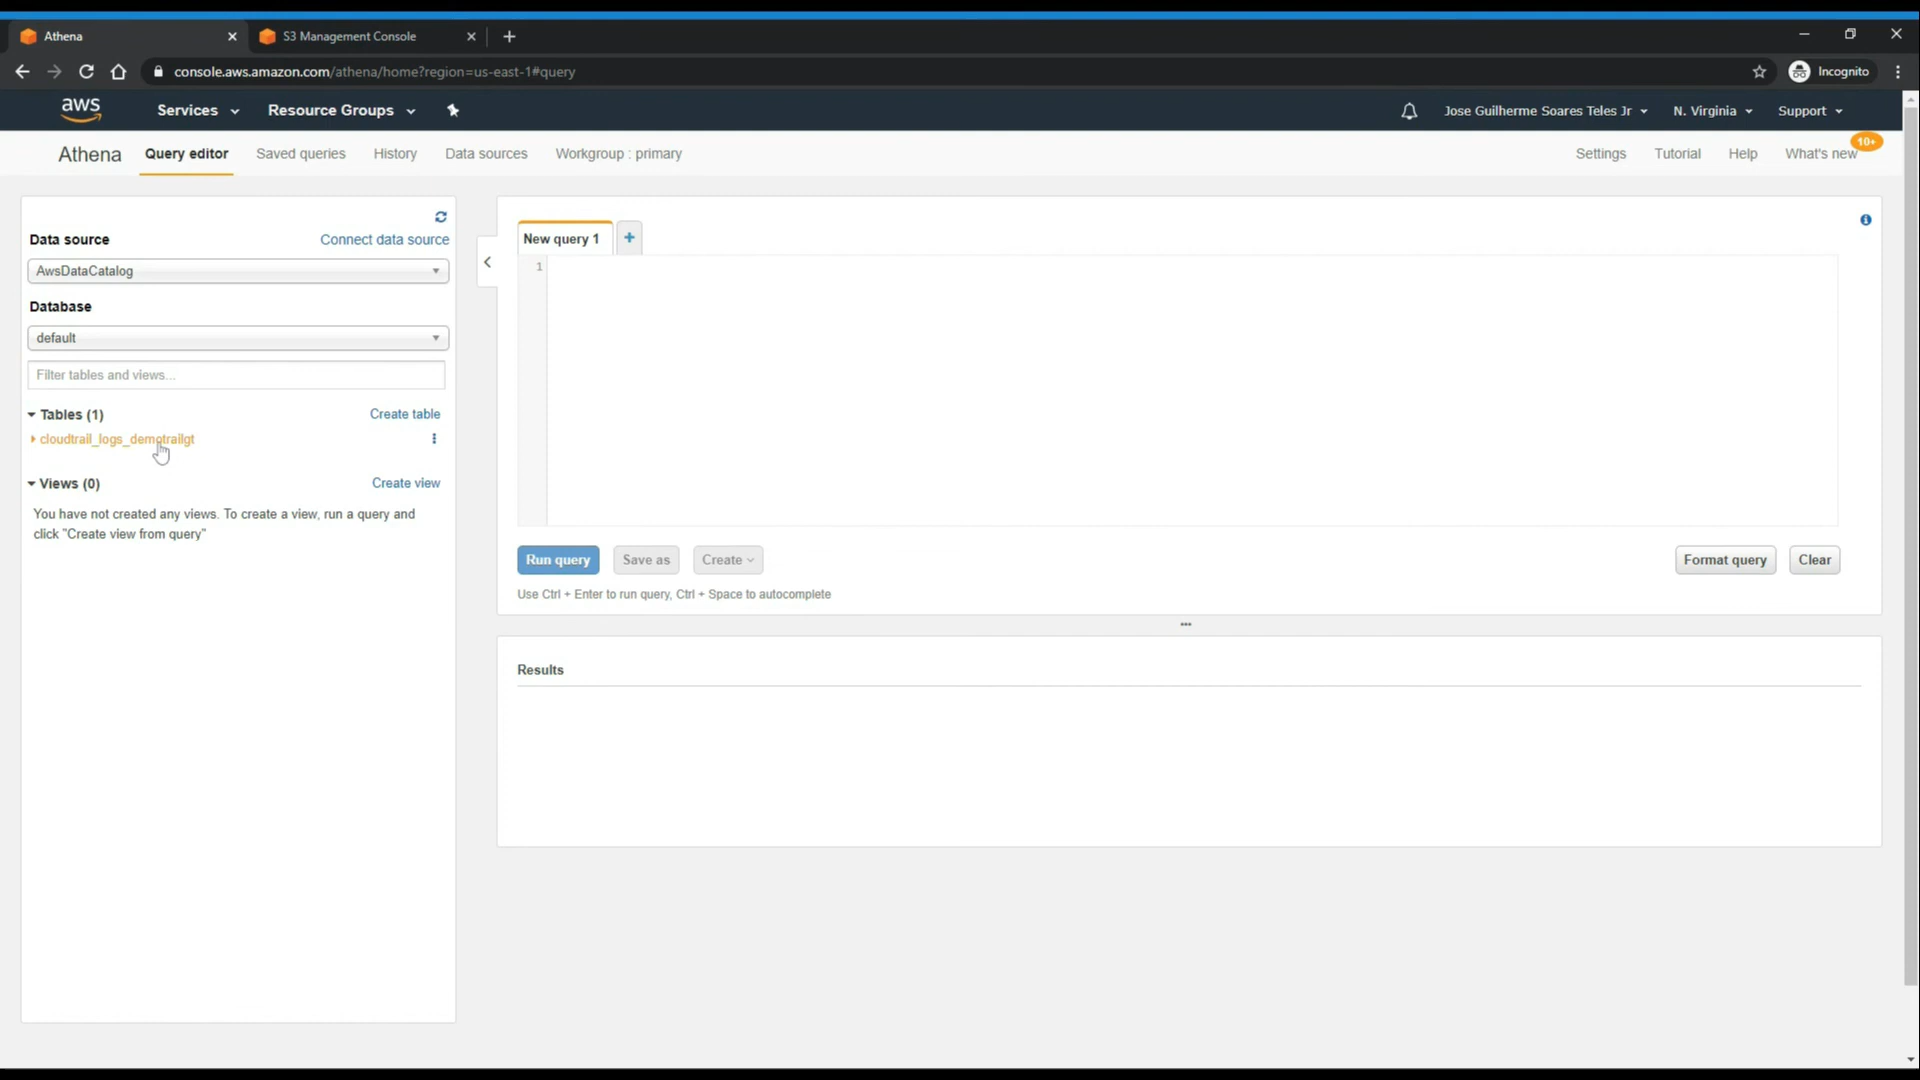 Athena
S3 Management Console
console.aws.amazon.com/athena/home?region=us-east-1#query
Incognito
aws
Services
Resource Groups
Jose Guilherme Soares Teles Jr
N. Virginia
Support
Athena
Query editor
Saved queries
History
Data sources
Workgroup : primary
Settings
Tutorial
Help
What's new
10+
Data source
Connect data source
AwsDataCatalog
Database
default
Filter tables and views...
Tables (1)
Create table
cloudtrail_logs_demotrailgt
Views (0)
Create view
You have not created any views. To create a view, run a query and
click "Create view from query"
New query 1
+
1
Run query
Save as
Create
Format query
Clear
Use Ctrl + Enter to run query, Ctrl + Space to autocomplete
Results